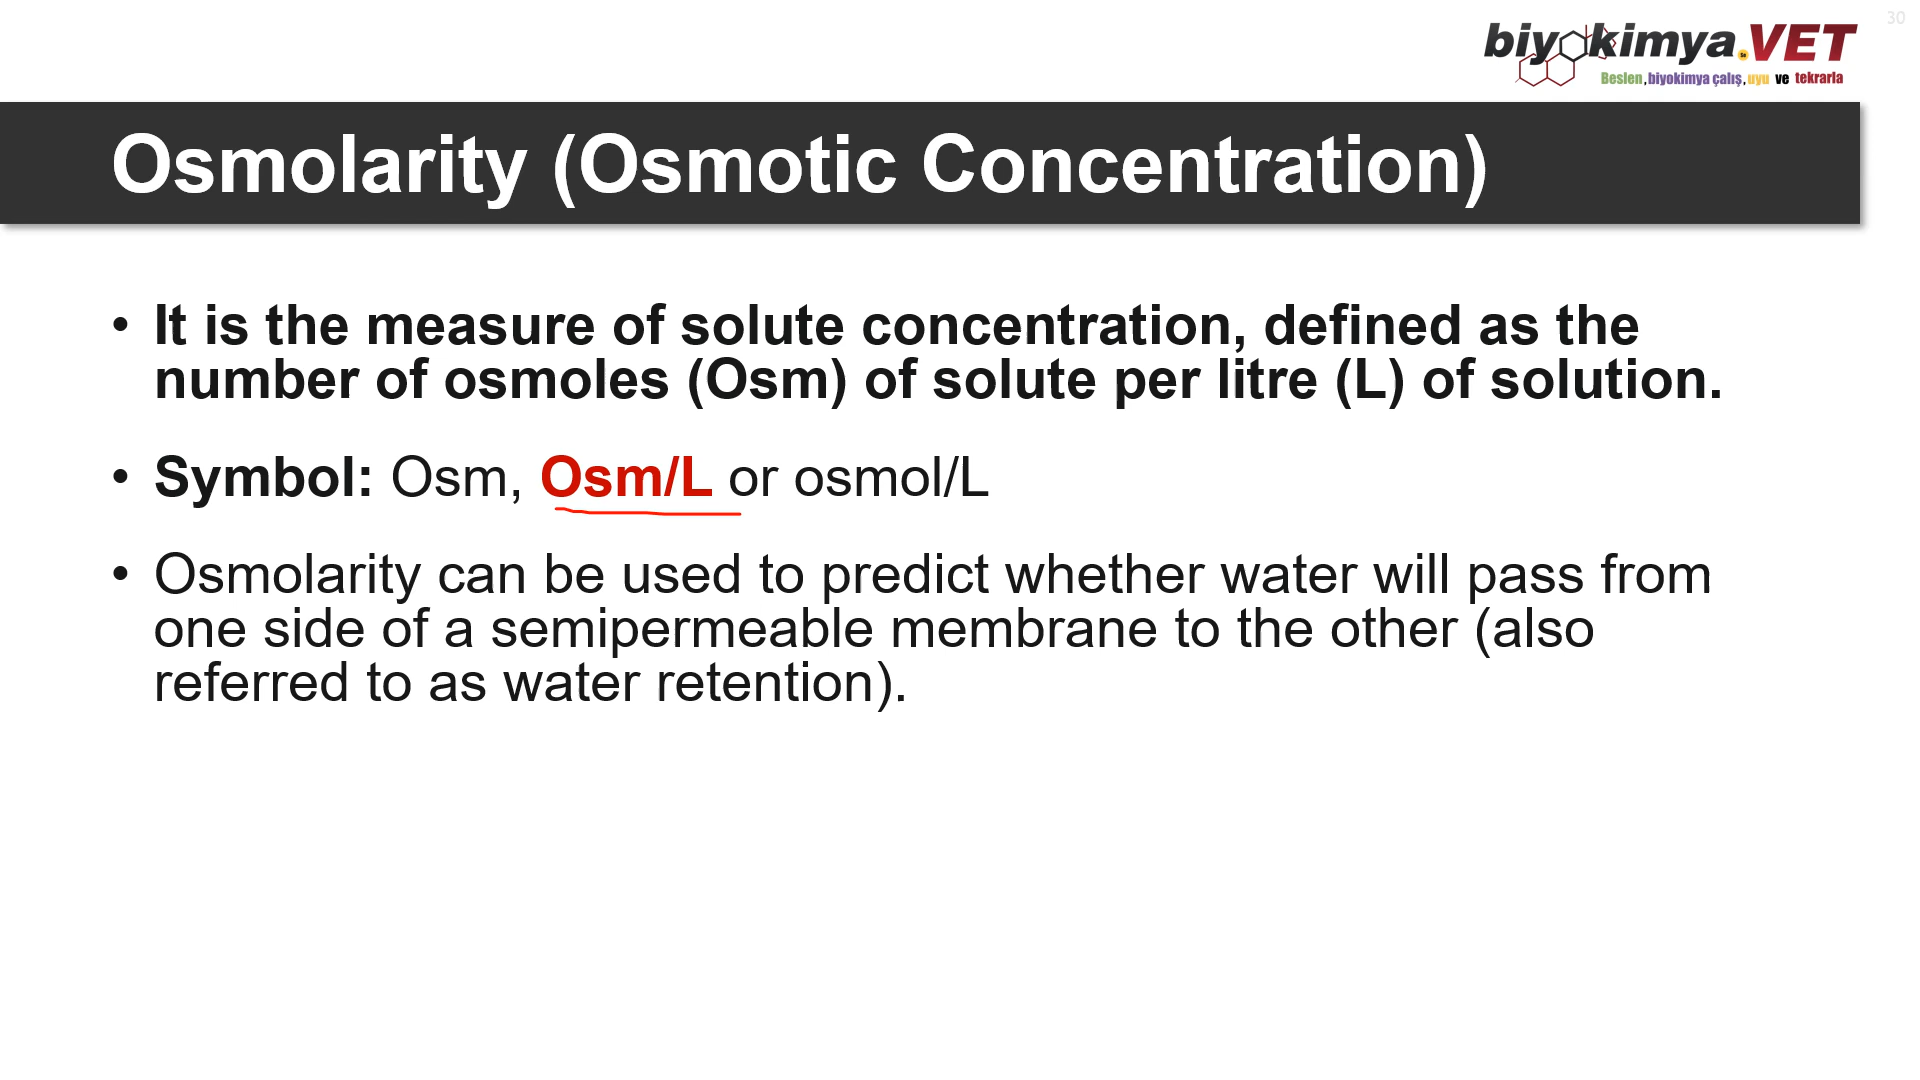 30
biyokimya.VET
Beslen, biyokimya çalış, uyu ve tekrarla
Osmolarity (Osmotic Concentration)
• It is the measure of solute concentration, defined as the
number of osmoles (Osm) of solute per litre (L) of solution.
• Symbol: Osm, Osm/L or osmol/L
• Osmolarity can be used to predict whether water will pass from
one side of a semipermeable membrane to the other (also
referred to as water retention).